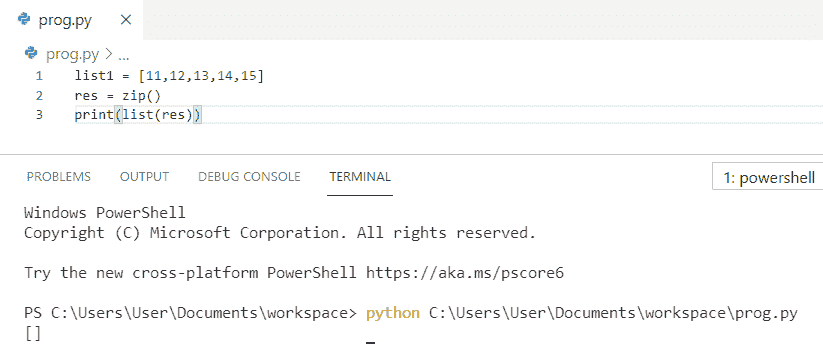 prog.py ×
prog.py > ...
1 list1 = [11,12,13,14,15]
2 res = zip()
3 print(list(res))
PROBLEMS OUTPUT DEBUG CONSOLE TERMINAL 1: powershell
Windows PowerShell
Copyright (C) Microsoft Corporation. All rights reserved.
Try the new cross-platform PowerShell https://aka.ms/pscore6
PS C:\Users\User\Documents\workspace> python C:\Users\User\Documents\workspace\prog.py
[]